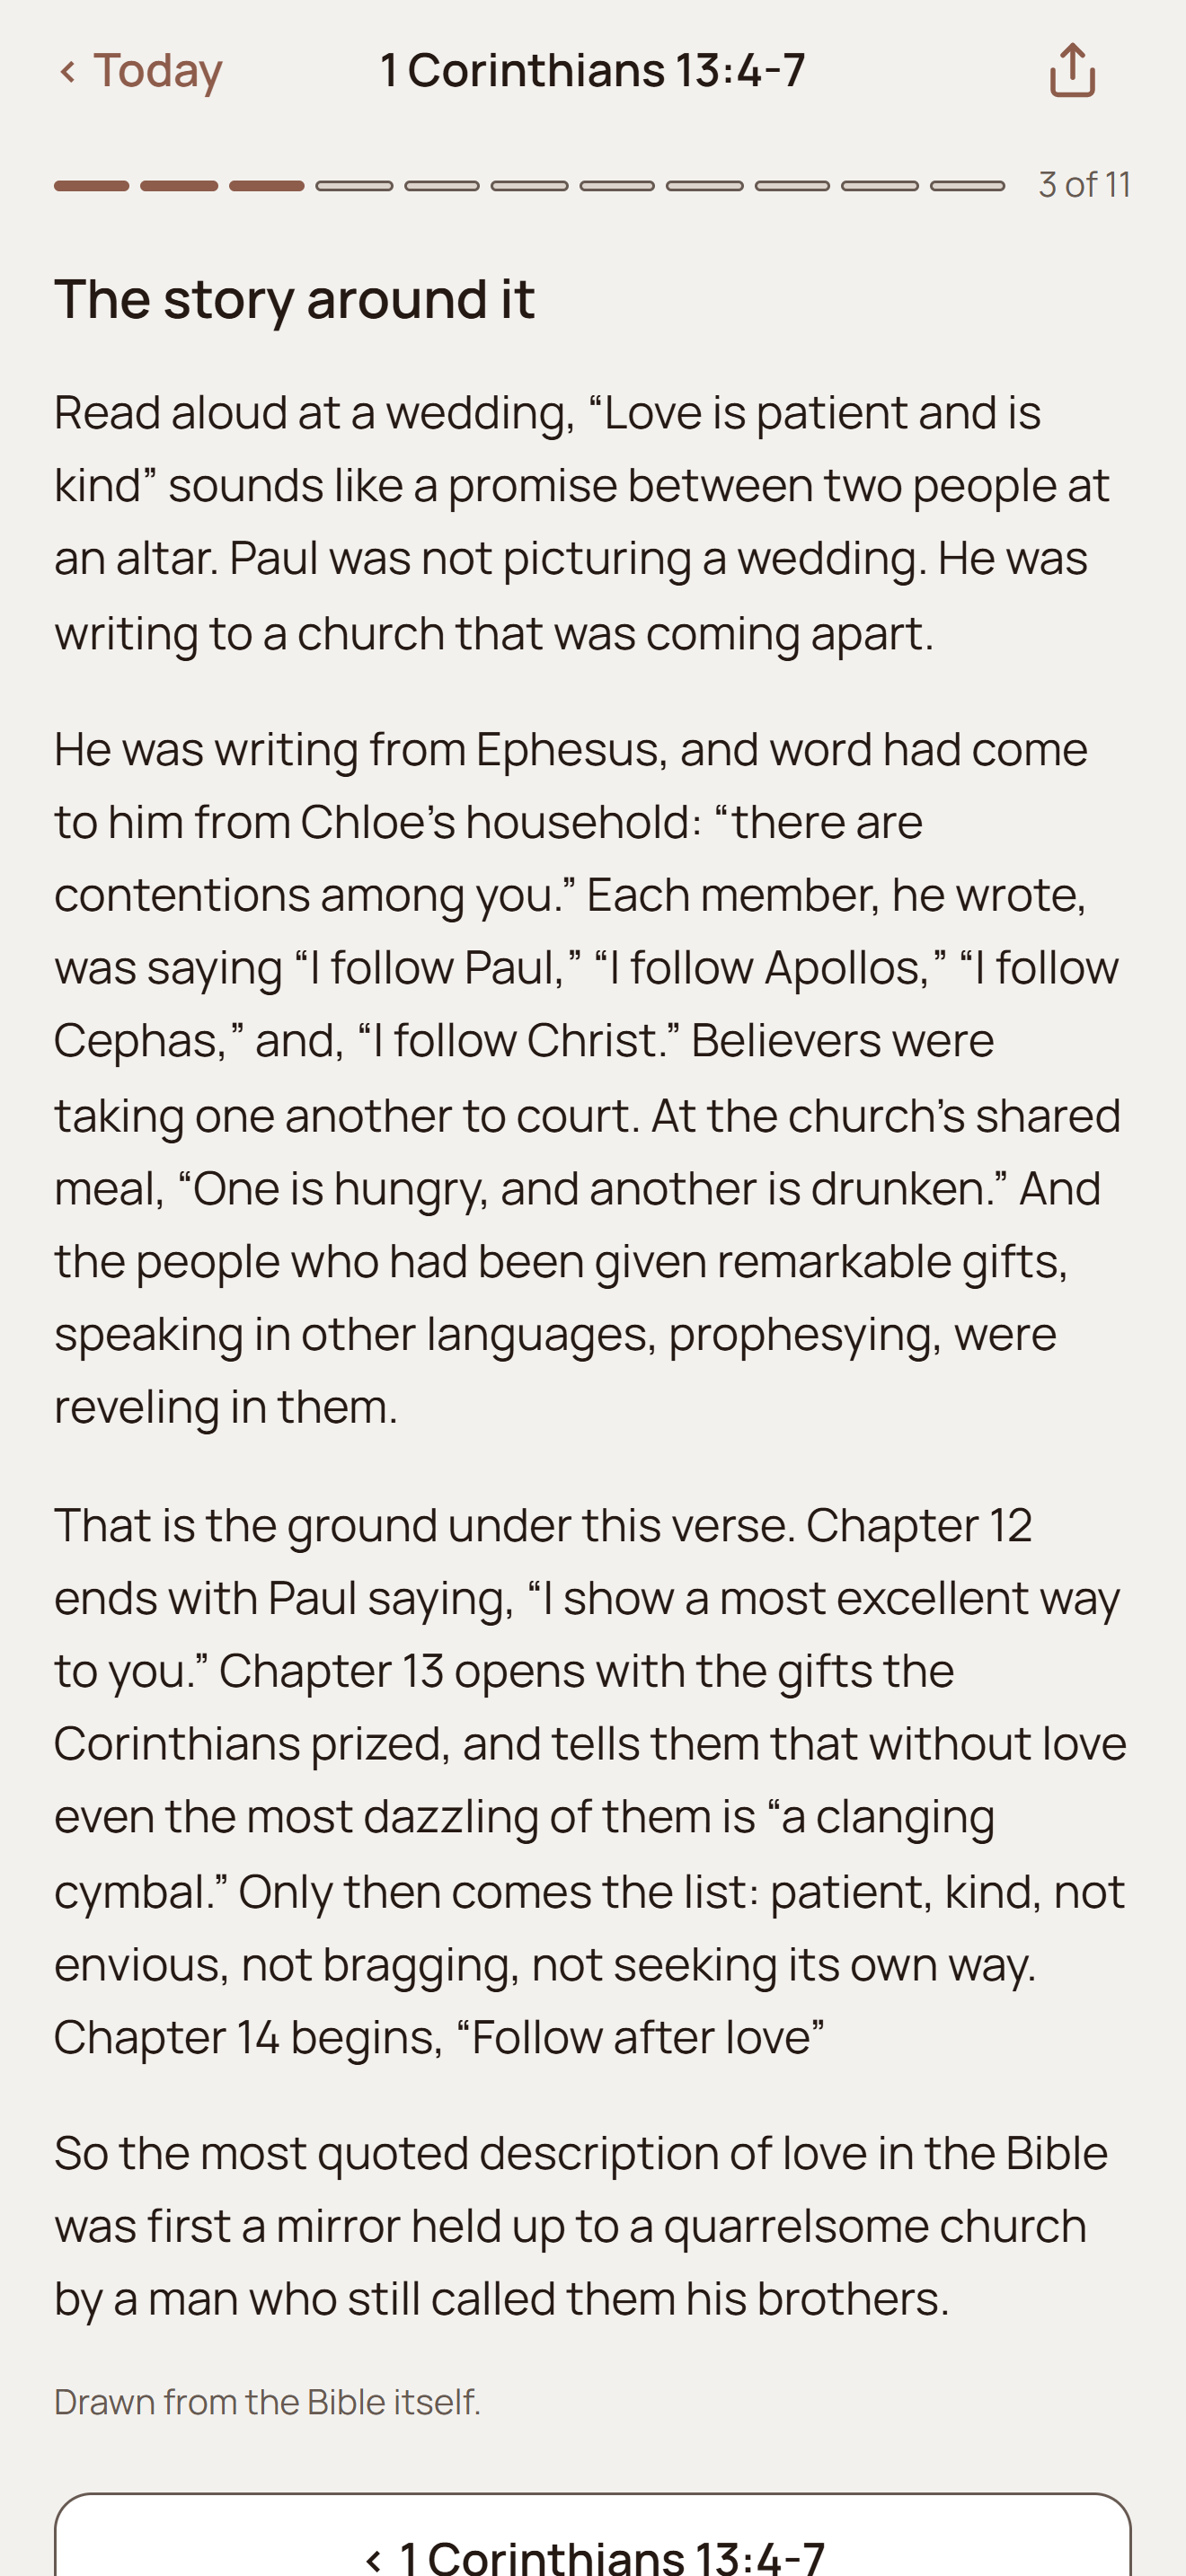 ‹ Today
1 Corinthians 13:4-7
3 of 11
The story around it
Read aloud at a wedding, “Love is patient and is
kind” sounds like a promise between two people at
an altar. Paul was not picturing a wedding. He was
writing to a church that was coming apart.
He was writing from Ephesus, and word had come
to him from Chloe’s household: “there are
contentions among you.” Each member, he wrote,
was saying “I follow Paul,” “I follow Apollos,” “I follow
Cephas,” and, “I follow Christ.” Believers were
taking one another to court. At the church’s shared
meal, “One is hungry, and another is drunken.” And
the people who had been given remarkable gifts,
speaking in other languages, prophesying, were
reveling in them.
That is the ground under this verse. Chapter 12
ends with Paul saying, “I show a most excellent way
to you.” Chapter 13 opens with the gifts the
Corinthians prized, and tells them that without love
even the most dazzling of them is “a clanging
cymbal.” Only then comes the list: patient, kind, not
envious, not bragging, not seeking its own way.
Chapter 14 begins, “Follow after love”
So the most quoted description of love in the Bible
was first a mirror held up to a quarrelsome church
by a man who still called them his brothers.
Drawn from the Bible itself.
‹ 1 Corinthians 13:4-7